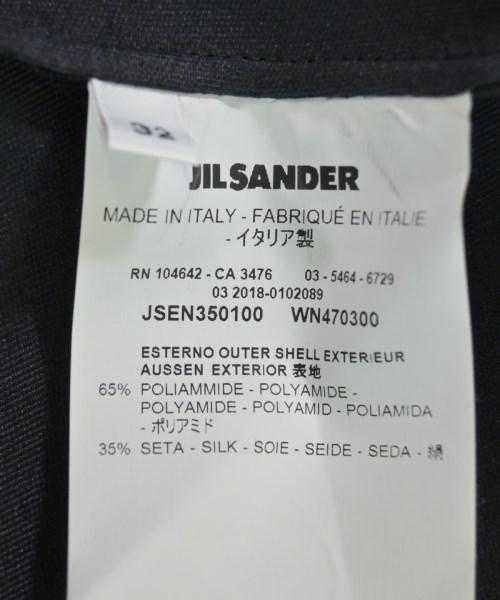 32
JIL SANDER
MADE IN ITALY - FABRIQUÉ EN ITALIE
- イタリア製
RN 104642 - CA 3476 03 - 5464 - 6729
03 2018-0102089
JSEN350100 WN470300
ESTERNO OUTER SHELL EXTERIEUR
AUSSEN EXTERIOR 表地
65% POLIAMMIDE - POLYAMIDE -
POLYAMIDE - POLYAMID - POLIAMIDA
- ポリアミド
35% SETA - SILK - SOIE - SEIDE - SEDA - 絹